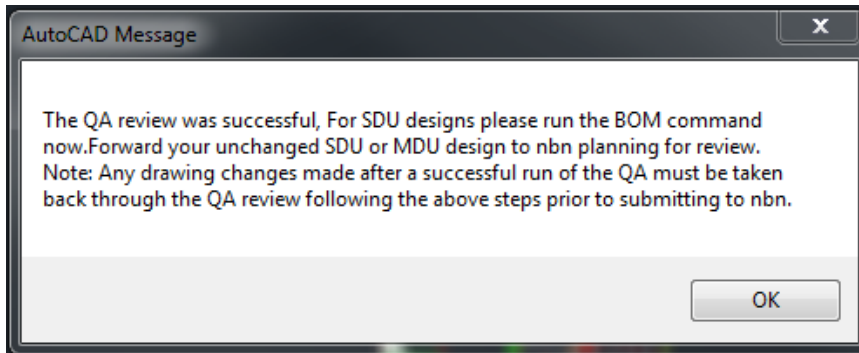 AutoCAD Message
x
The QA review was successful, For SDU designs please run the BOM command
now.Forward your unchanged SDU or MDU design to nbn planning for review.
Note: Any drawing changes made after a successful run of the QA must be taken
back through the QA review following the above steps prior to submitting to nbn.
OK